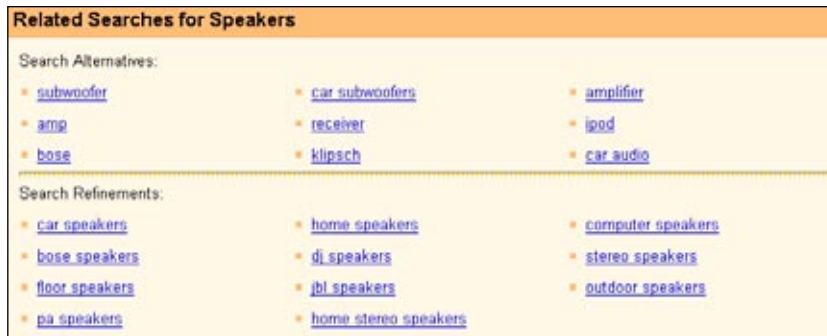 Related Searches for Speakers
Search Alternatives:
subwoofer car subwoofers amplifier
amp receiver ipod
bose klipsch car audio
Search Refinements:
car speakers home speakers computer speakers
bose speakers dj speakers stereo speakers
floor speakers jbl speakers outdoor speakers
pa speakers home stereo speakers